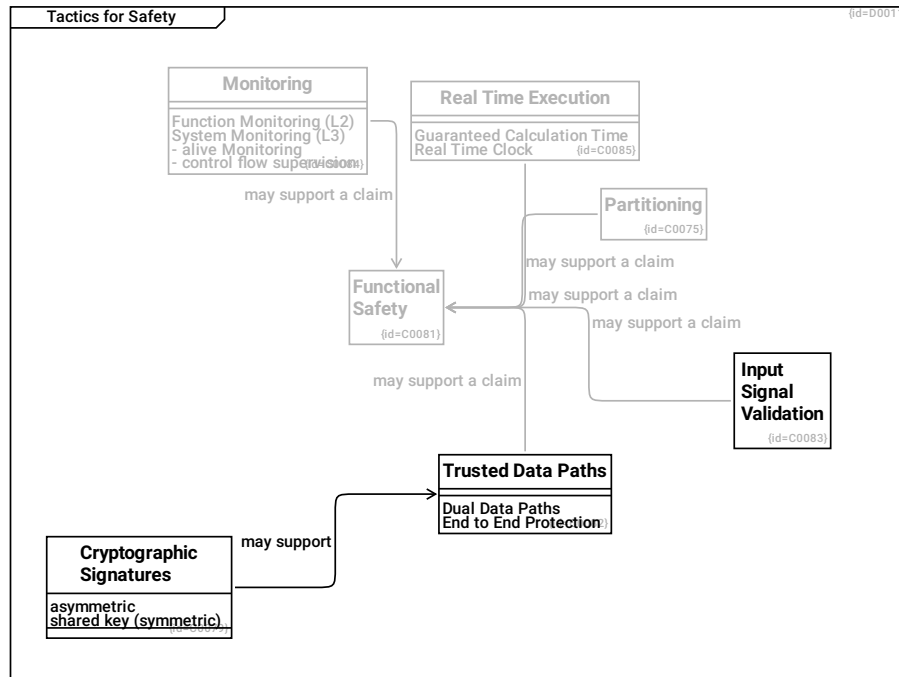 Tactics for Safety
{id=D001
Monitoring
Function Monitoring (L2)
System Monitoring (L3)
- alive Monitoring
- control flow supervision
Real Time Execution
Guaranteed Calculation Time
Real Time Clock
{id=C0085}
may support a claim
Partitioning
{id=C0075}
may support a claim
Functional
Safety
{id=C0081}
may support a claim
may support a claim
Input
Signal
Validation
{id=C0083}
may support a claim
Trusted Data Paths
Dual Data Paths
End to End Protection
may support
Cryptographic
Signatures
asymmetric
shared key (symmetric)